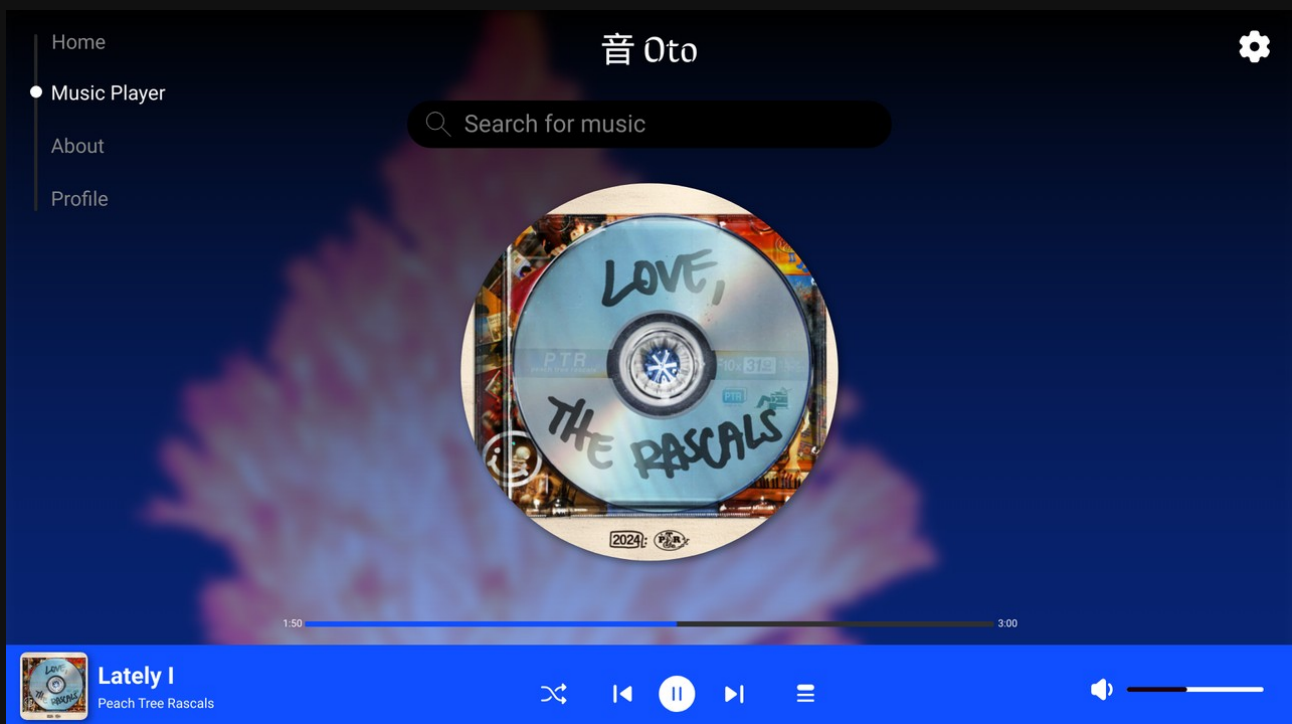 Home
Music Player
About
Profile
音 Oto
Search for music
LOVE,
PTR
THE RASCALS
PTR
2024
1:50
3:00
Lately I
Peach Tree Rascals